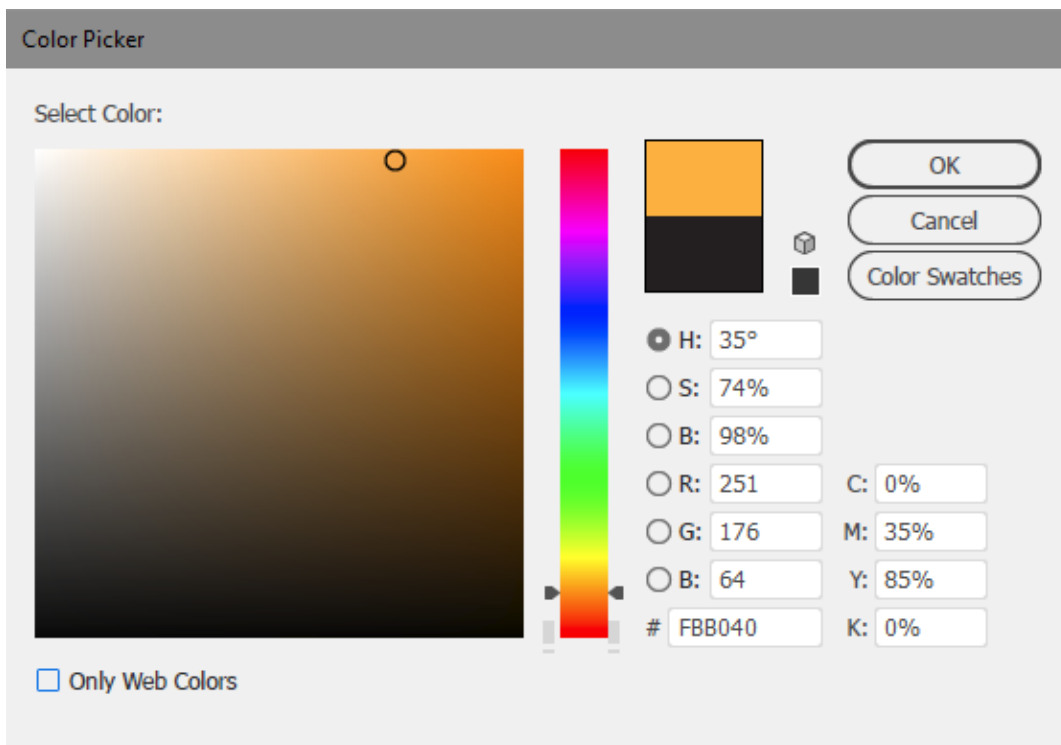 Color Picker
Select Color:
OK
Cancel
Color Swatches
H: 35°
S: 74%
B: 98%
R: 251
C: 0%
G: 176
M: 35%
B: 64
Y: 85%
# FBB040
K: 0%
Only Web Colors